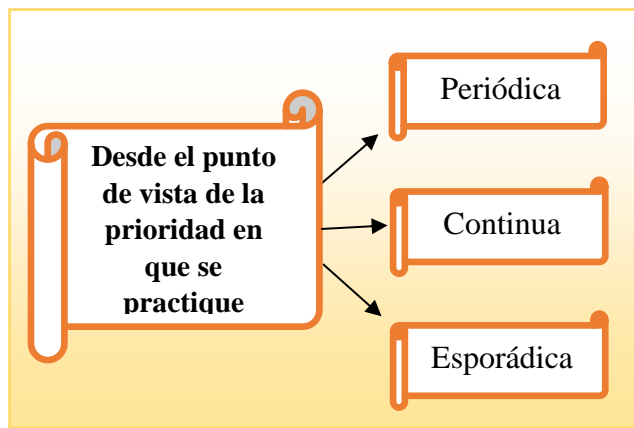 Desde el punto
de vista de la
prioridad en
que se
practique
Periódica
Continua
Esporádica